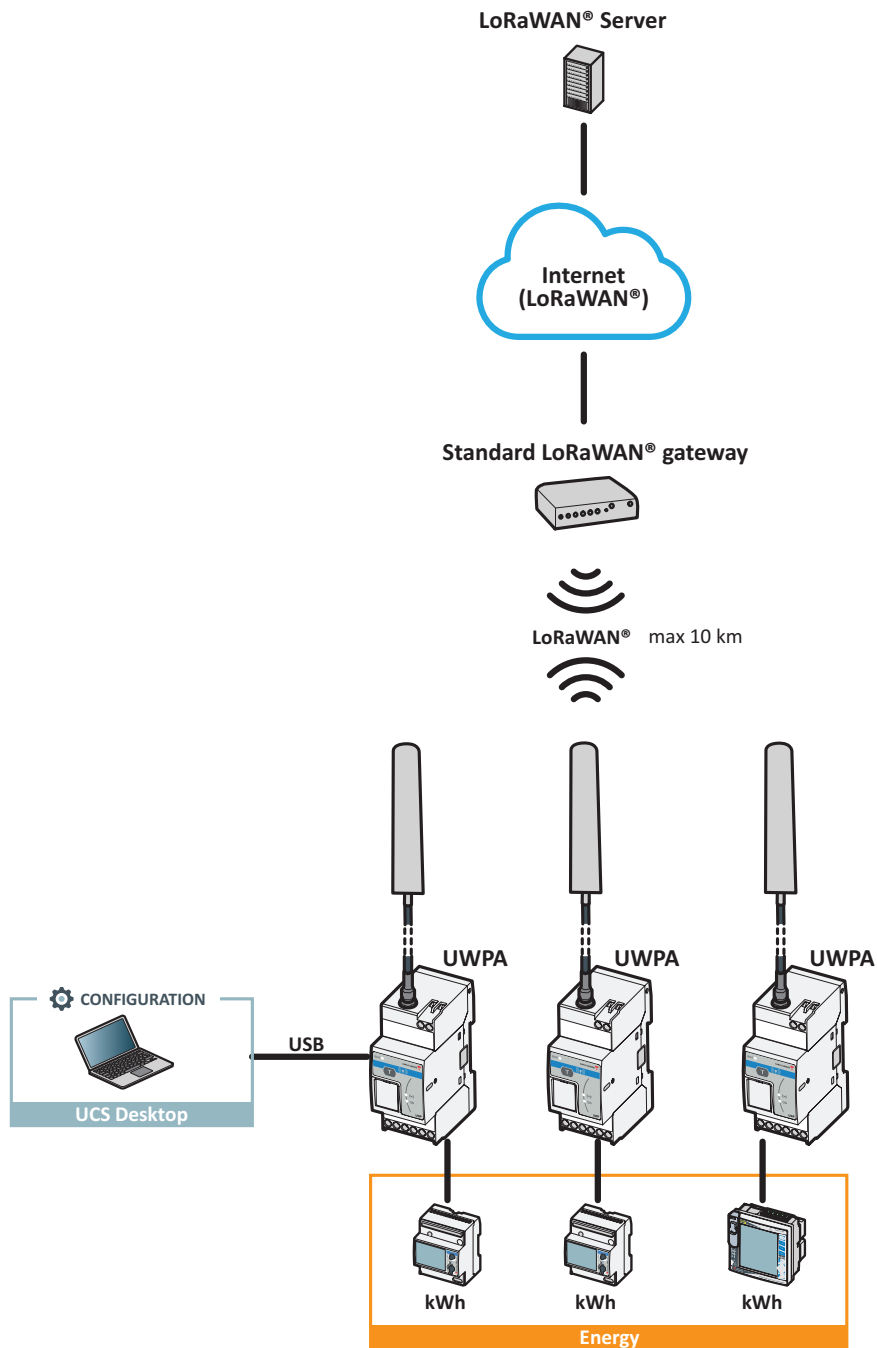 LoRaWAN® Server
Internet
(LoRaWAN®)
Standard LoRaWAN® gateway
LoRaWAN® max 10 km
UWPA
UWPA
UWPA
CONFIGURATION
USB
UCS Desktop
kWh
kWh
kWh
Energy